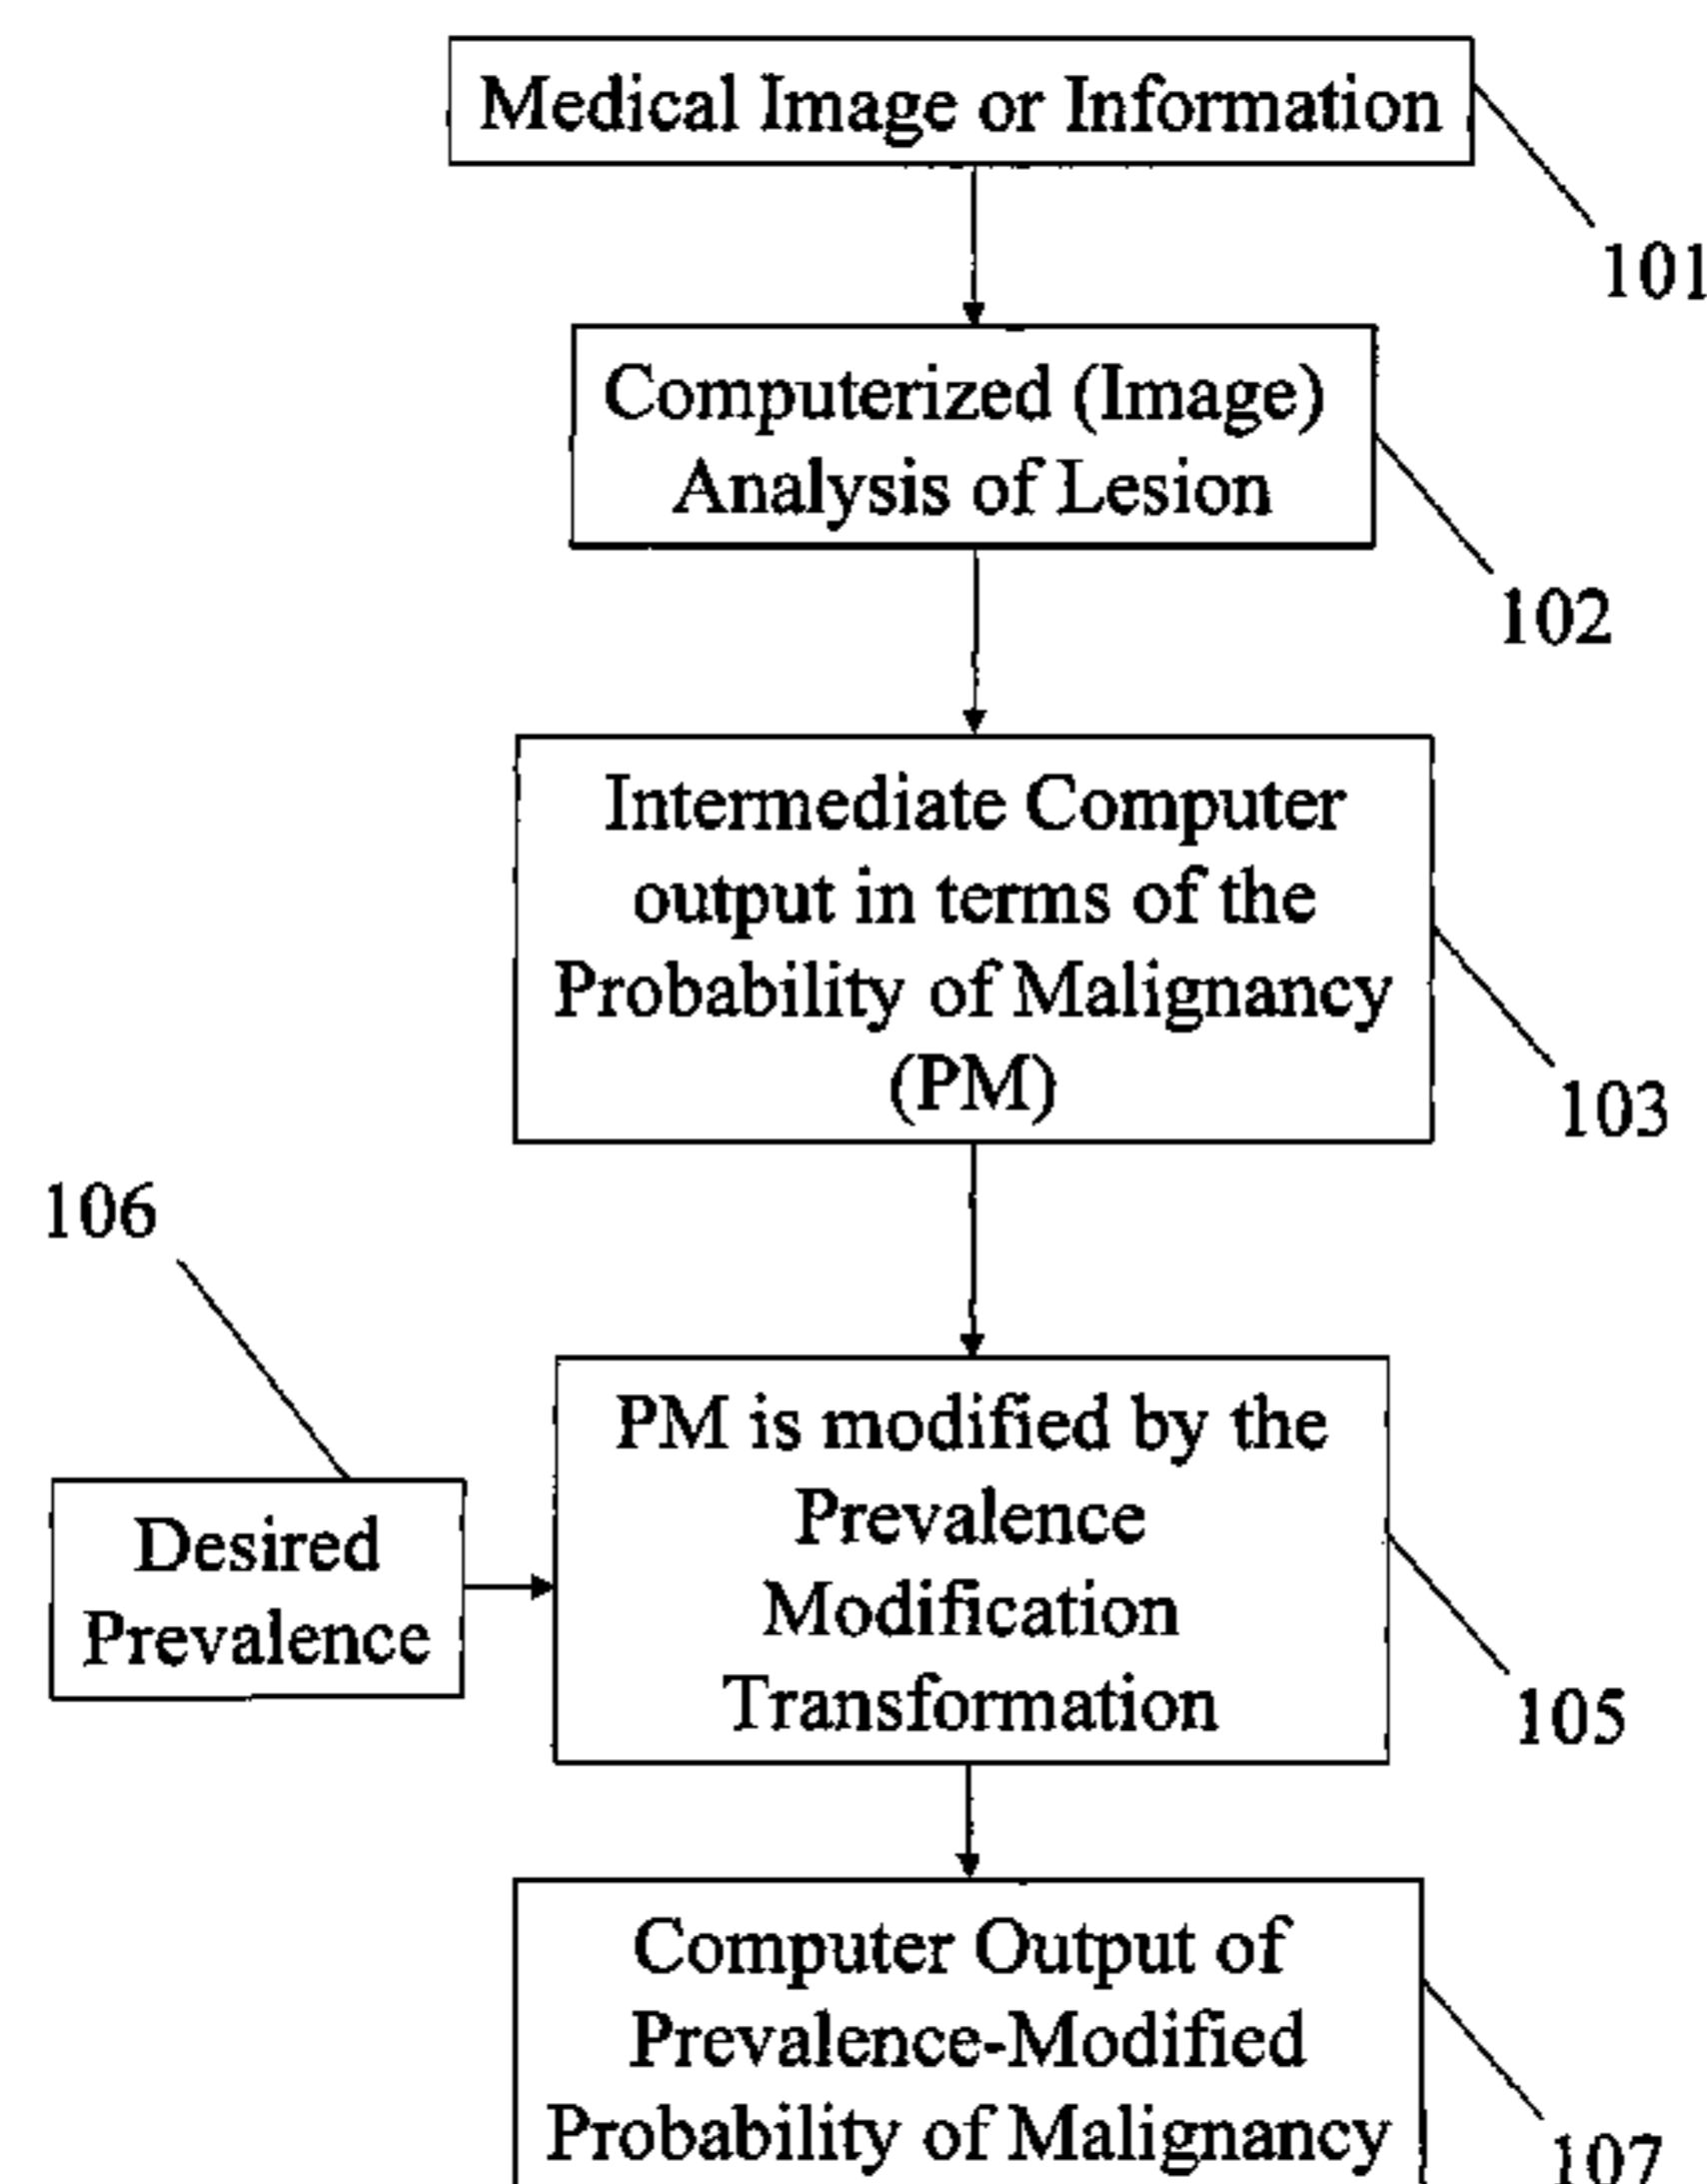 Medical Image or Information
101
Computerized (Image)
Analysis of Lesion
102
Intermediate Computer
output in terms of the
Probability of Malignancy
(PM)
103
106
Desired
Prevalence
PM is modified by the
Prevalence
Modification
Transformation
105
Computer Output of
Prevalence-Modified
Probability of Malignancy
107